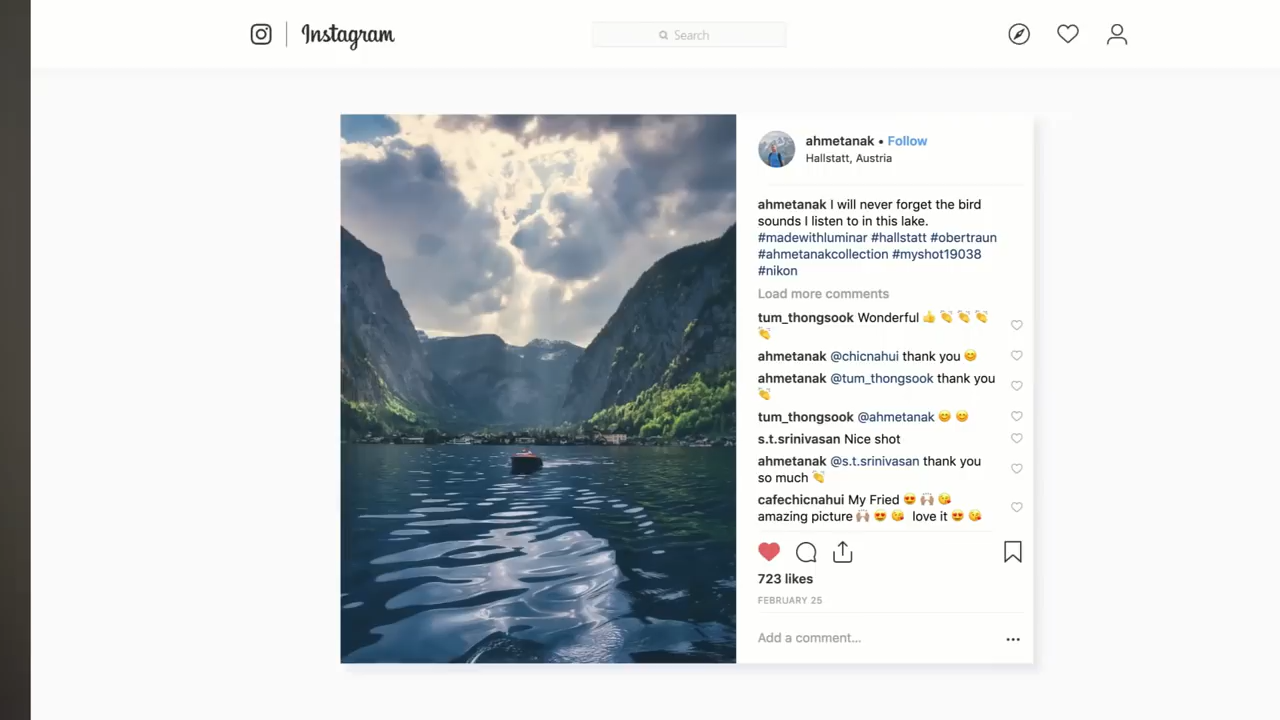 Instagram
Search
ahmetanak • Follow
Hallstatt, Austria
ahmetanak I will never forget the bird
sounds I listen to in this lake.
#madewithluminar #hallstatt #obertraun
#ahmetanakcollection #myshot19038
#nikon
Load more comments
tum_thongsook Wonderful 👍 👏 👏 👏
👏
ahmetanak @chicnahui thank you 😊
ahmetanak @tum_thongsook thank you
👏
tum_thongsook @ahmetanak 😊 😊
s.t.srinivasan Nice shot
ahmetanak @s.t.srinivasan thank you
so much 👏
cafechicnahui My Fried 😍 🙌🏽 😘
amazing picture 🙌🏽 😍 😘 love it 😍 😘
723 likes
FEBRUARY 25
Add a comment...